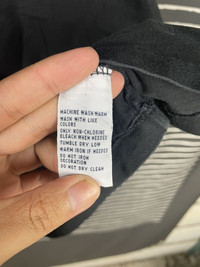 MACHINE WASH WARM
WASH WITH LIKE
COLORS
ONLY NON-CHLORINE
BLEACH WHEN NEEDED
TUMBLE DRY LOW
WARM IRON IF NEEDED
DO NOT IRON
DECORATION
DO NOT DRY CLEAN